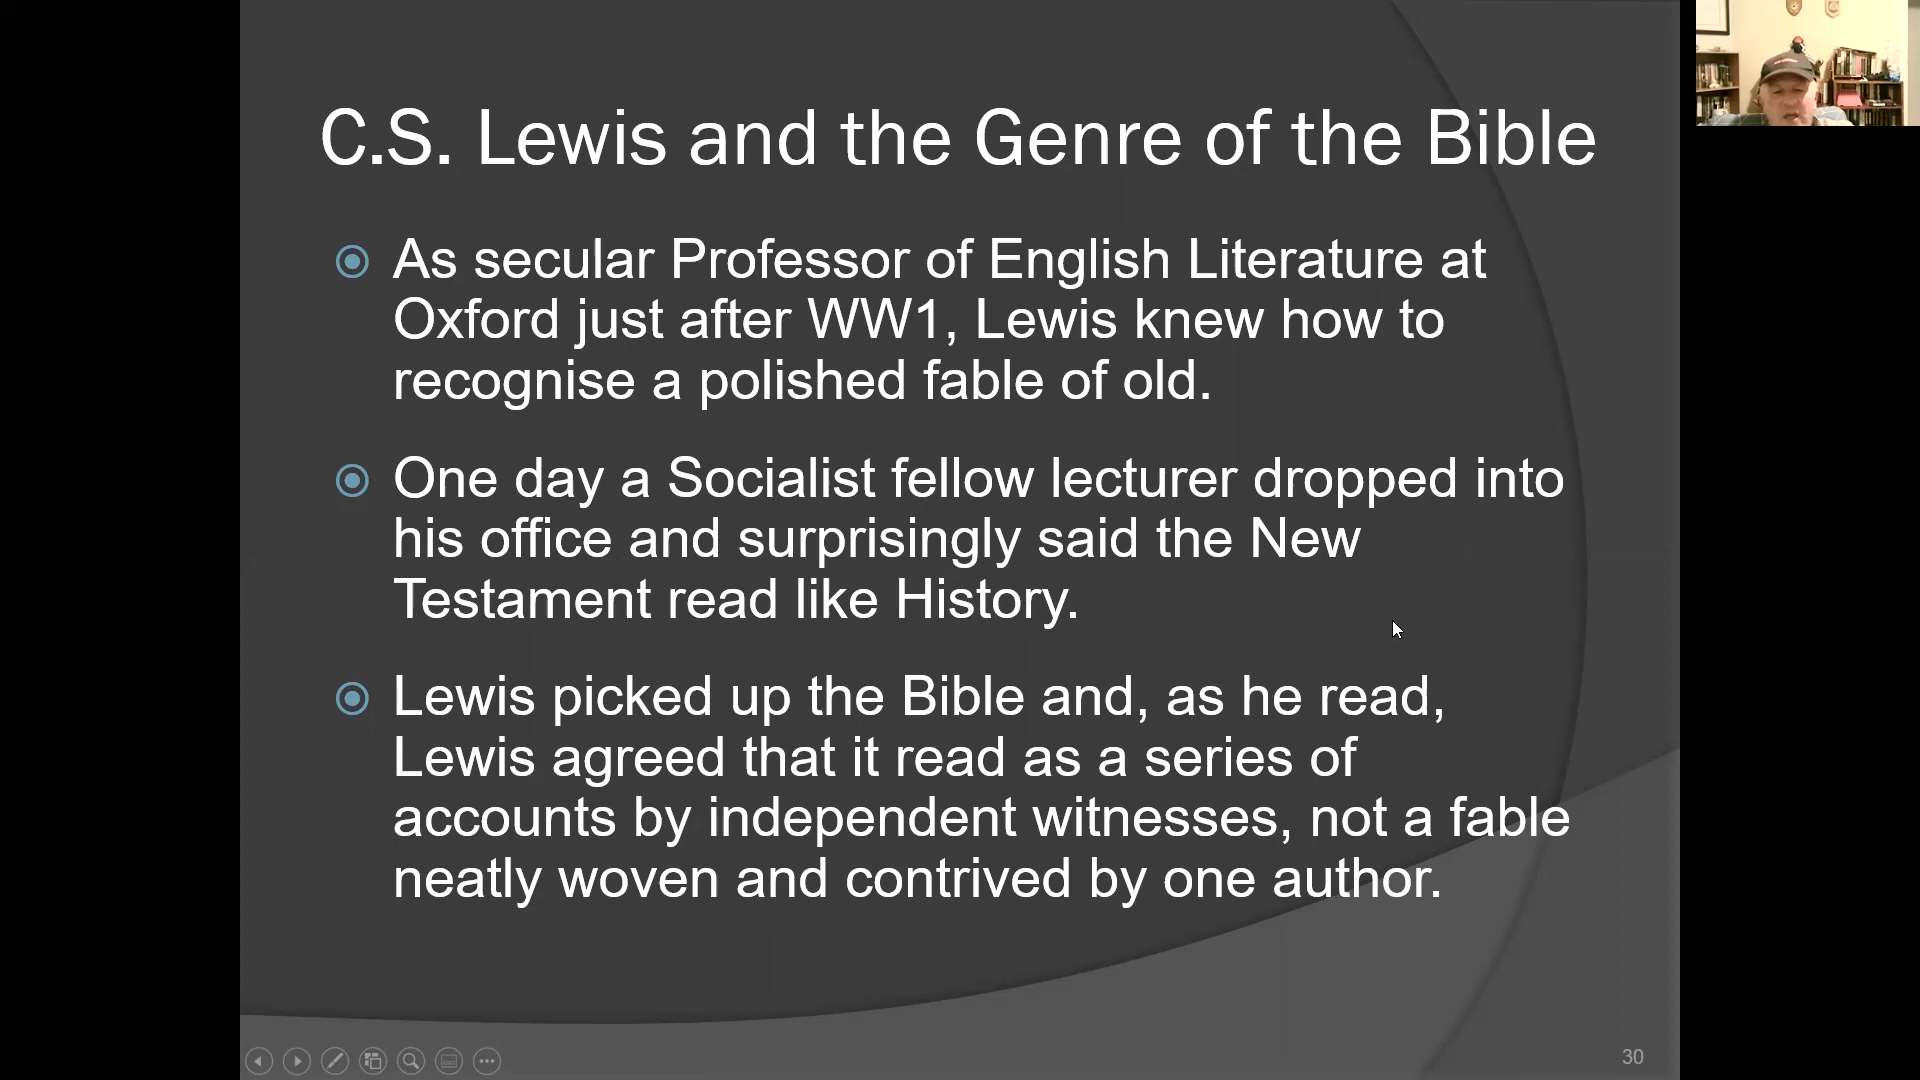 C.S. Lewis and the Genre of the Bible
As secular Professor of English Literature at
Oxford just after WW1, Lewis knew how to
recognise a polished fable of old.
One day a Socialist fellow lecturer dropped into
his office and surprisingly said the New
Testament read like History.
Lewis picked up the Bible and, as he read,
Lewis agreed that it read as a series of
accounts by independent witnesses, not a fable
neatly woven and contrived by one author.
30